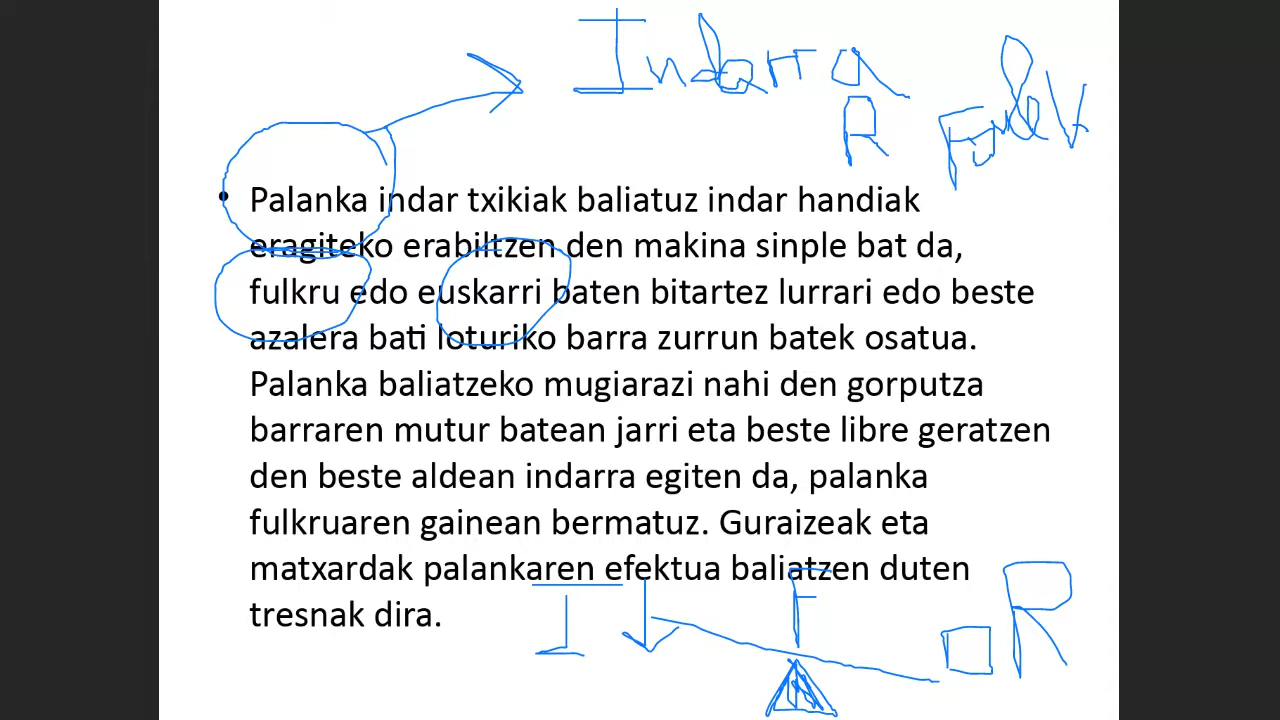 Indarra
R
• Palanka indar txikiak baliatuz indar handiak
eragiteko erabiltzen den makina sinple bat da,
fulkru edo euskarri baten bitartez lurrari edo beste
azalera bati loturiko barra zurrun batek osatua.
Palanka baliatzeko mugiarazi nahi den gorputza
barraren mutur batean jarri eta beste libre geratzen
den beste aldean indarra egiten da, palanka
fulkruaren gainean bermatuz. Guraizeak eta
matxardak palankaren efektua baliatzen duten
tresnak dira.
I F R